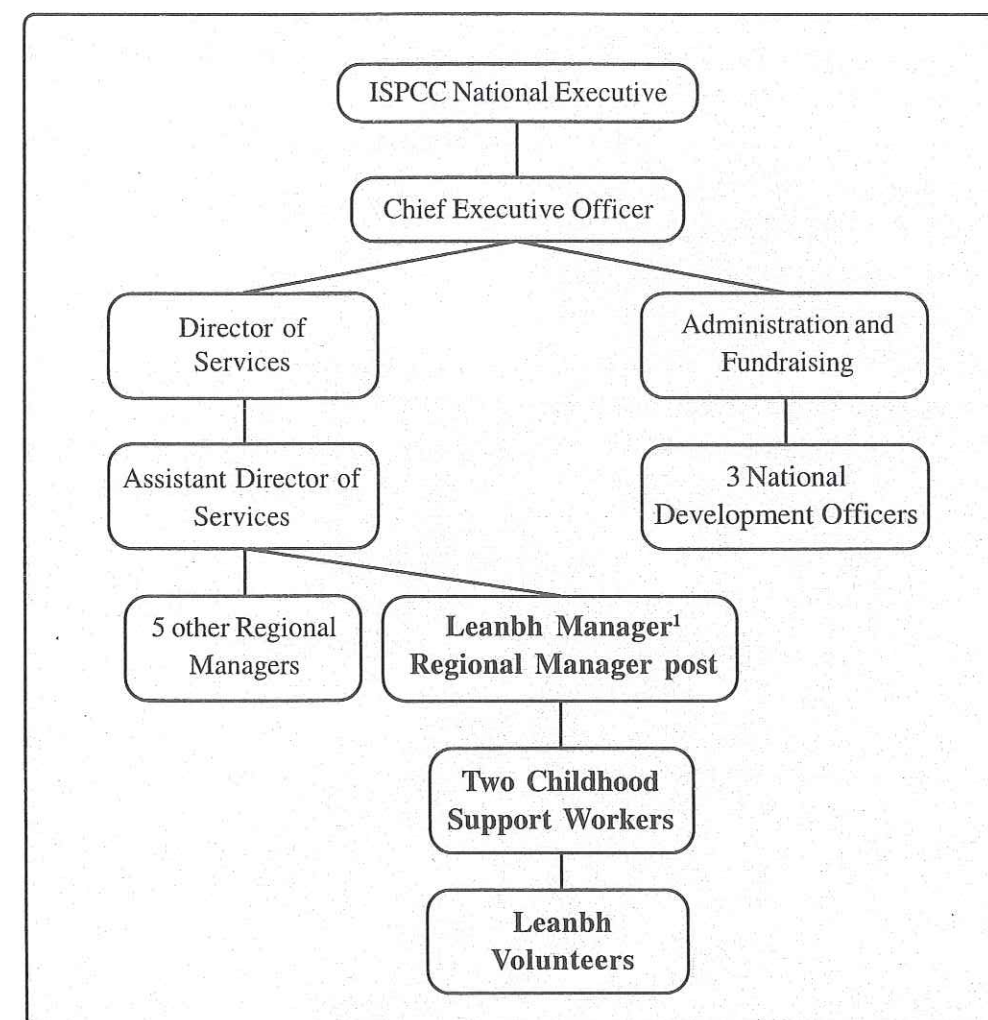 ISPCC National Executive
Chief Executive Officer
Director of
Services
Administration and
Fundraising
Assistant Director of
Services
3 National
Development Officers
5 other Regional
Managers
Leanbh Manager¹
Regional Manager post
Two Childhood
Support Workers
Leanbh
Volunteers